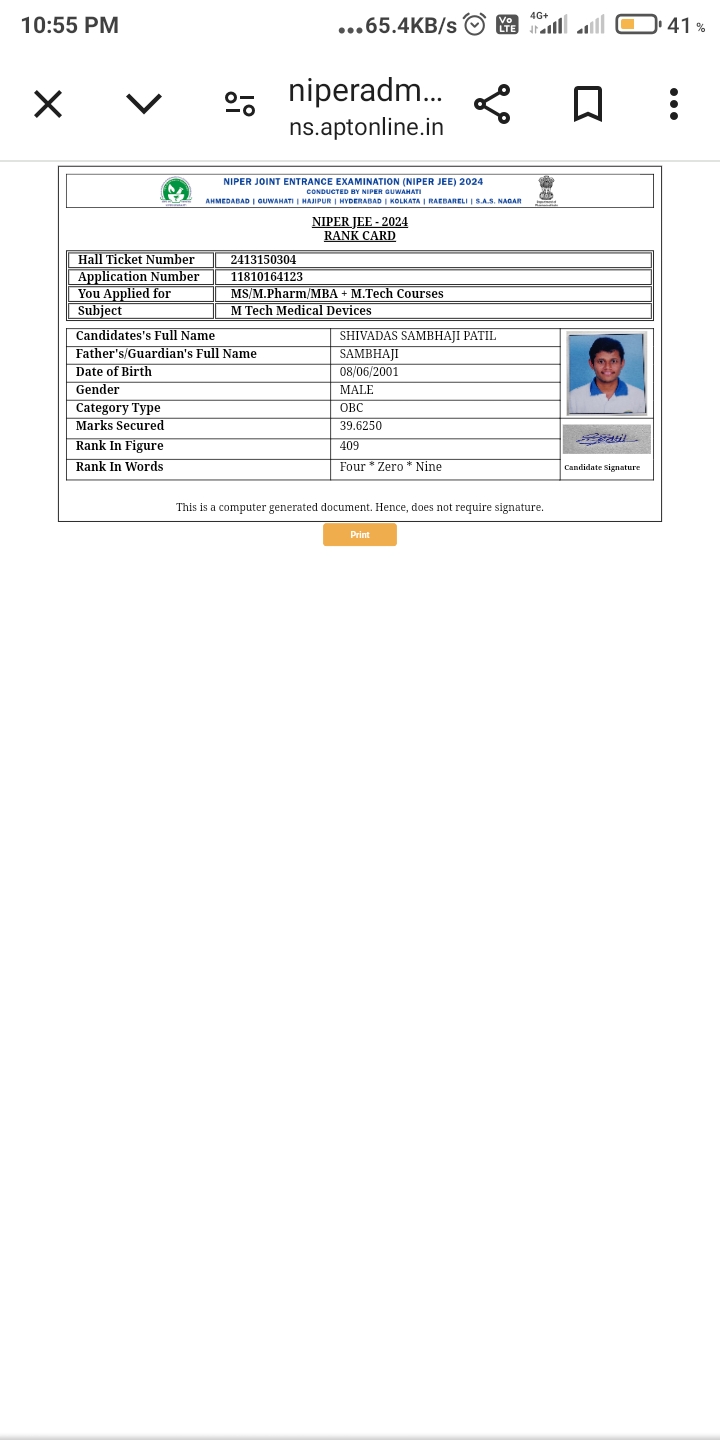 10:55 PM
...65.4KB/s Vo LTE 4G+ 41 %
niperadm...
ns.aptonline.in
NIPER JOINT ENTRANCE EXAMINATION (NIPER JEE) 2024
CONDUCTED BY NIPER GUWAHATI
AHMEDABAD | GUWAHATI | HAJIPUR | HYDERABAD | KOLKATA | RAEBARELI | S.A.S. NAGAR
NIPER JEE - 2024
RANK CARD
Hall Ticket Number 2413150304
Application Number 11810164123
You Applied for MS/M.Pharm/MBA + M.Tech Courses
Subject M Tech Medical Devices
Candidates's Full Name SHIVADAS SAMBHAJI PATIL
Father's/Guardian's Full Name SAMBHAJI
Date of Birth 08/06/2001
Gender MALE
Category Type OBC
Marks Secured 39.6250
Rank In Figure 409
Rank In Words Four * Zero * Nine
Candidate Signature
This is a computer generated document. Hence, does not require signature.
Print